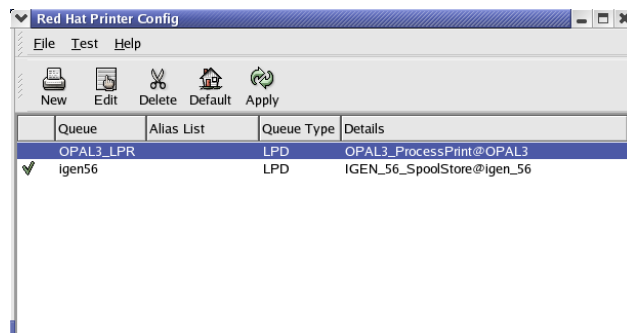 Red Hat Printer Config
File Test Help
New Edit Delete Default Apply
Queue Alias List Queue Type Details
OPAL3_LPR LPD OPAL3_ProcessPrint@OPAL3
igen56 LPD IGEN_56_SpoolStore@igen_56